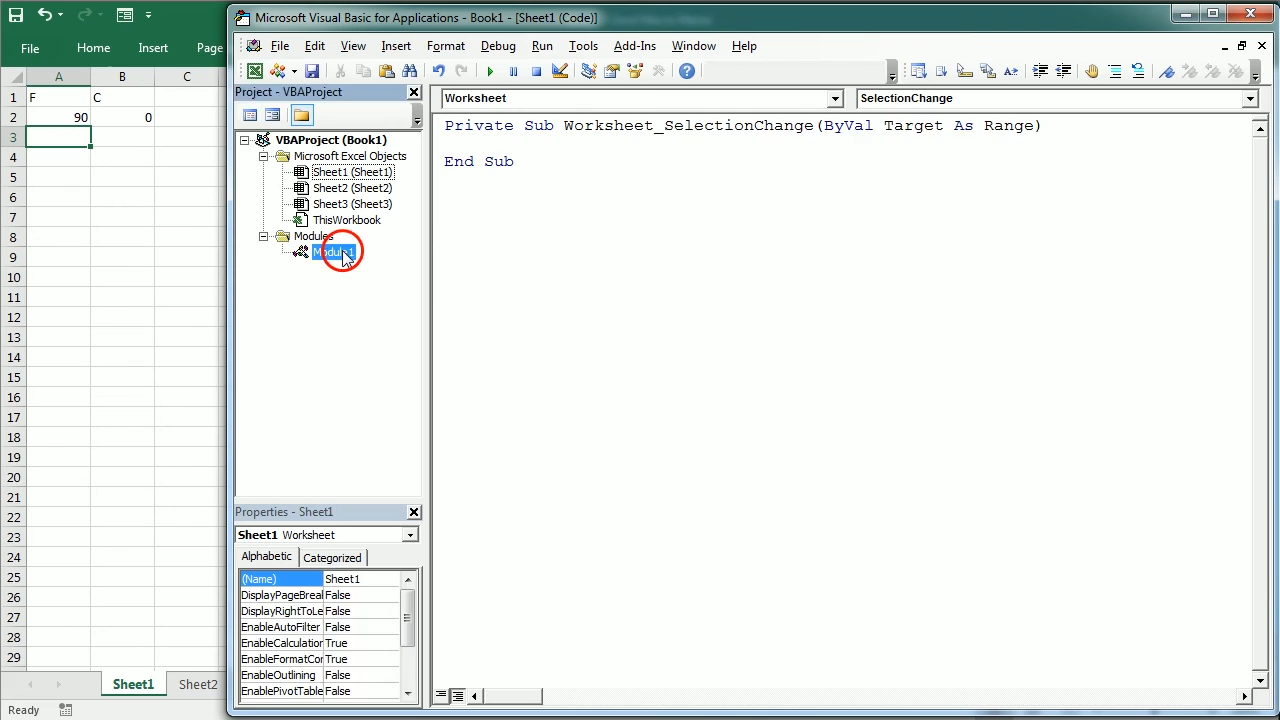 Microsoft Visual Basic for Applications - Book1 - [Sheet1 (Code)]
File Home Insert Page
File Edit View Insert Format Debug Run Tools Add-Ins Window Help
Project - VBAProject
Worksheet SelectionChange
VBAProject (Book1)
Microsoft Excel Objects
Sheet1 (Sheet1)
Sheet2 (Sheet2)
Sheet3 (Sheet3)
ThisWorkbook
Modules
Module1
Private Sub Worksheet_SelectionChange(ByVal Target As Range)
End Sub
A B C
1 F C
2 90 0
3
4
5
6
7
8
9
10
11
12
13
14
15
16
17
18
19
20
21
22
23
24
25
26
27
28
29
Properties - Sheet1
Sheet1 Worksheet
Alphabetic Categorized
(Name) Sheet1
DisplayPageBreal False
DisplayRightToLe False
EnableAutoFilter False
EnableCalculation True
EnableFormatCor True
EnableOutlining False
EnablePivotTable False
Sheet1 Sheet2
Ready